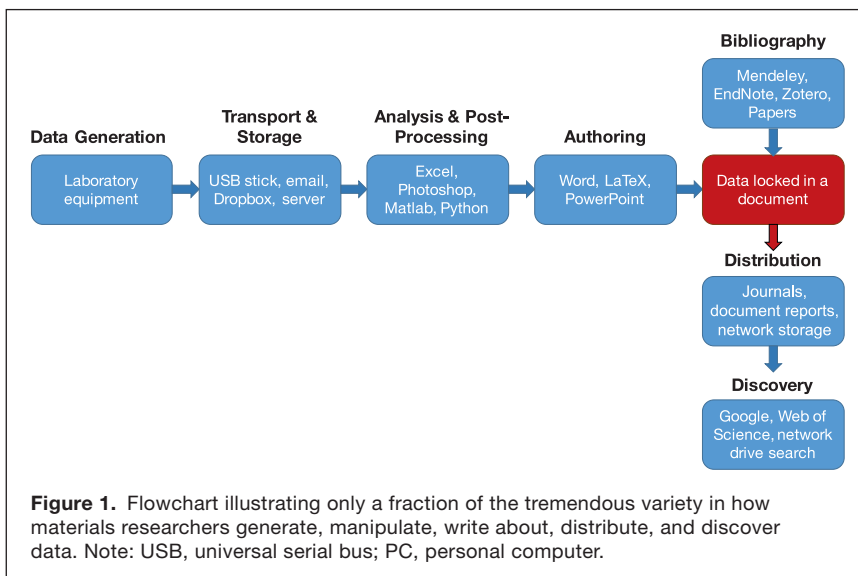 Bibliography
Mendeley,
EndNote, Zotero,
Papers
Data Generation
Laboratory
equipment
Transport &
Storage
USB stick, email,
Dropbox, server
Analysis & Post-
Processing
Excel,
Photoshop,
Matlab, Python
Authoring
Word, LaTeX,
PowerPoint
Data locked in a
document
Distribution
Journals,
document reports,
network storage
Discovery
Google, Web of
Science, network
drive search
Figure 1. Flowchart illustrating only a fraction of the tremendous variety in how
materials researchers generate, manipulate, write about, distribute, and discover
data. Note: USB, universal serial bus; PC, personal computer.